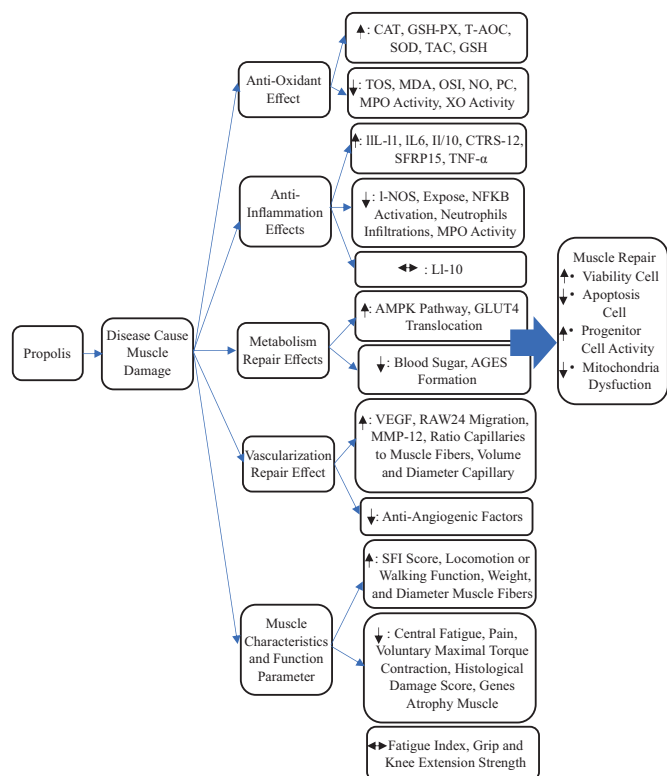 ↑: CAT, GSH-PX, T-AOC,
SOD, TAC, GSH
Anti-Oxidant
Effect
↓: TOS, MDA, OSI, NO, PC,
MPO Activity, XO Activity
↑: lIL-l1, lL6, Il/10, CTRS-12,
SFRP15, TNF-α
Anti-
Inflammation
Effects
↓: l-NOS, Expose, NFKB
Activation, Neutrophils
Infiltrations, MPO Activity
↔ : Ll-10
Propolis
Disease Cause
Muscle
Damage
Metabolism
Repair Effects
↑: AMPK Pathway, GLUT4
Translocation
↓: Blood Sugar, AGES
Formation
Vascularization
Repair Effect
↑: VEGF, RAW24 Migration,
MMP-12, Ratio Capillaries
to Muscle Fibers, Volume
and Diameter Capillary
↓: Anti-Angiogenic Factors
Muscle
Characteristics
and Function
Parameter
↑: SFI Score, Locomotion or
Walking Function, Weight,
and Diameter Muscle Fibers
↓: Central Fatigue, Pain,
Voluntary Maximal Torque
Contraction, Histological
Damage Score, Genes
Atrophy Muscle
↔ Fatigue Index, Grip and
Knee Extension Strength
Muscle Repair
↑• Viability Cell
↓• Apoptosis
Cell
↑• Progenitor
Cell Activity
↓• Mitochondria
Dysfuction